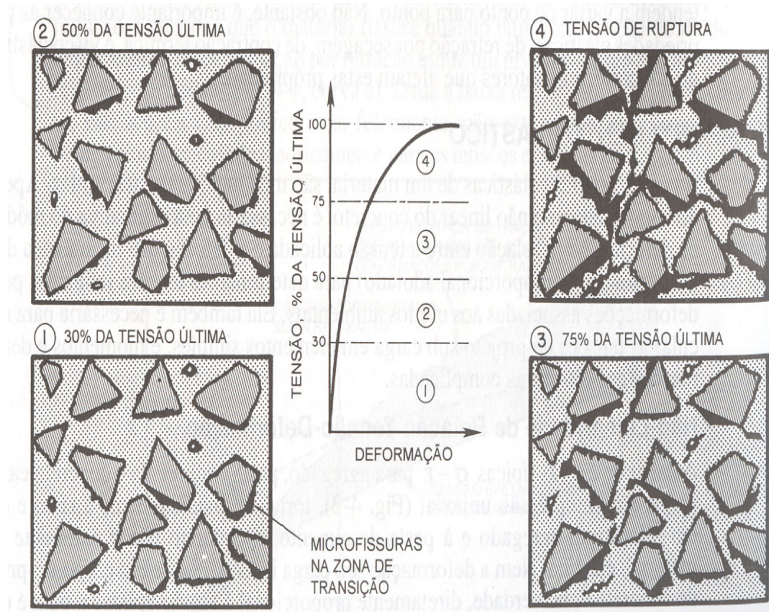 ② 50% DA TENSÃO ÚLTIMA
④ TENSÃO DE RUPTURA
TENSÃO, % DA TENSÃO ÚLTIMA
100
④
75
③
50
②
30
①
DEFORMAÇÃO
① 30% DA TENSÃO ÚLTIMA
③ 75% DA TENSÃO ÚLTIMA
MICROFISSURAS
NA ZONA DE
TRANSIÇÃO